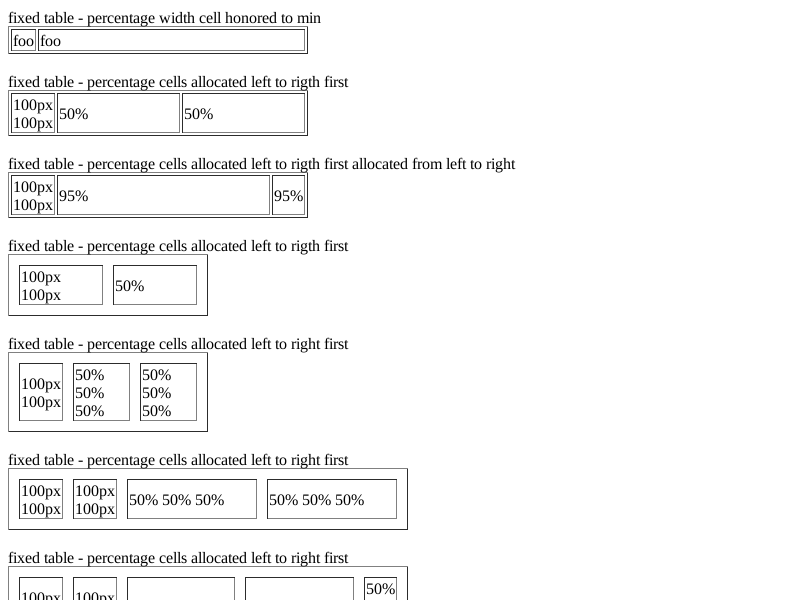 fixed table - percentage width cell honored to min
foo foo
fixed table - percentage cells allocated left to rigth first
100px
100px
50%
50%
fixed table - percentage cells allocated left to rigth first allocated from left to right
100px
100px
95%
95%
fixed table - percentage cells allocated left to rigth first
100px
100px
50%
fixed table - percentage cells allocated left to right first
100px
100px
50%
50%
50%
50%
50%
50%
fixed table - percentage cells allocated left to right first
100px
100px
100px
100px
50% 50% 50%
50% 50% 50%
fixed table - percentage cells allocated left to right first
100px
100px
50%